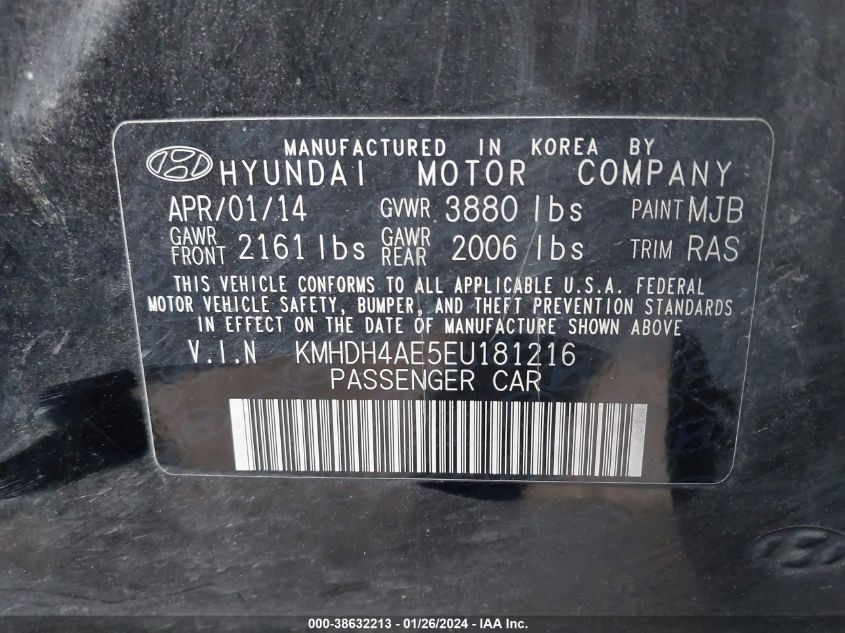 MANUFACTURED IN KOREA BY
HYUNDAI MOTOR COMPANY
APR/01/14 GVWR 3880 lbs PAINT MJB
GAWR FRONT 2161 lbs GAWR REAR 2006 lbs TRIM RAS
THIS VEHICLE CONFORMS TO ALL APPLICABLE U.S.A. FEDERAL
MOTOR VEHICLE SAFETY, BUMPER, AND THEFT PREVENTION STANDARDS
IN EFFECT ON THE DATE OF MANUFACTURE SHOWN ABOVE
V.I.N KMHDH4AE5EU181216
PASSENGER CAR
000-38632213 - 01/26/2024 - IAA Inc.